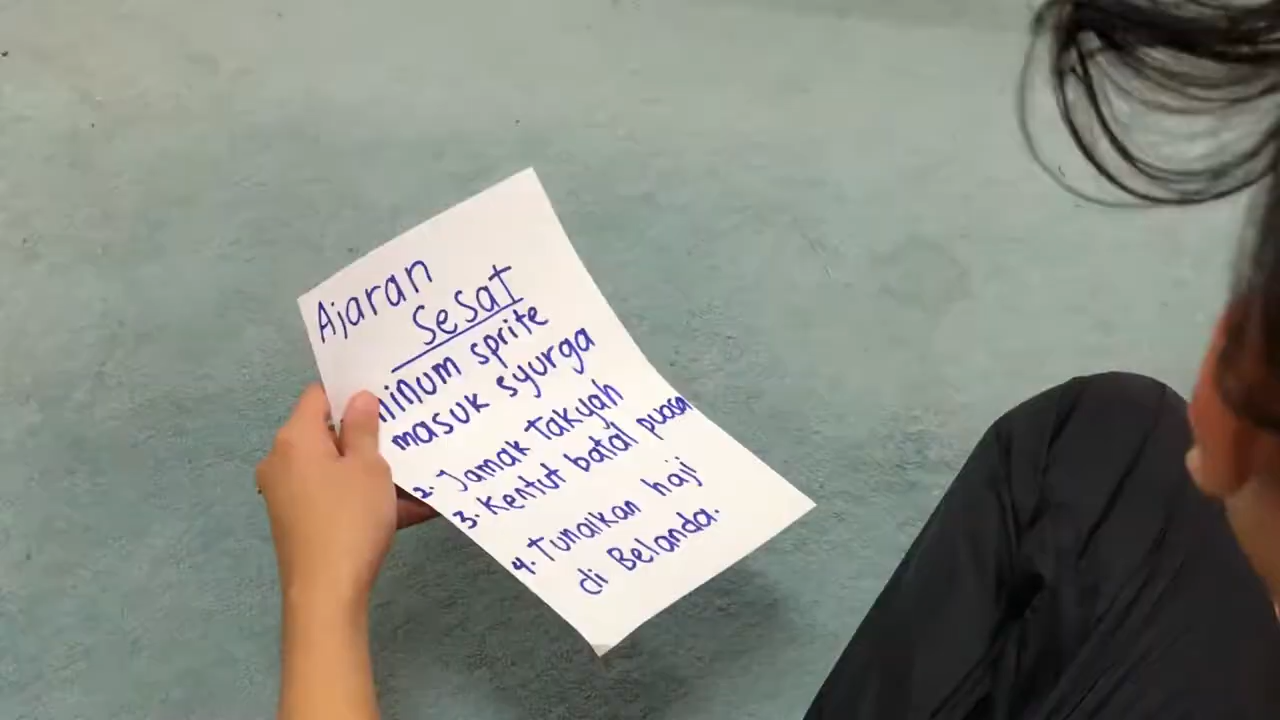 Ajaran
Sesat
minum sprite
masuk syurga
2. Jamak takyah
3. Kentut batal puasa
4. Tunaikan haji
di Belanda.